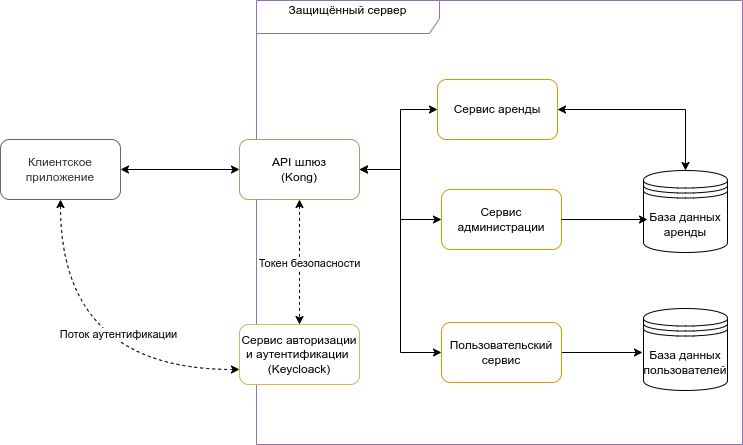 Защищённый сервер
Сервис аренды
Клиентское
приложение
API шлюз
(Kong)
Сервис
администрации
База данных
аренды
Токен безопасности
Поток аутентификации
Сервис авторизации
и аутентификации
(Keycloack)
Пользовательский
сервис
База данных
пользователей